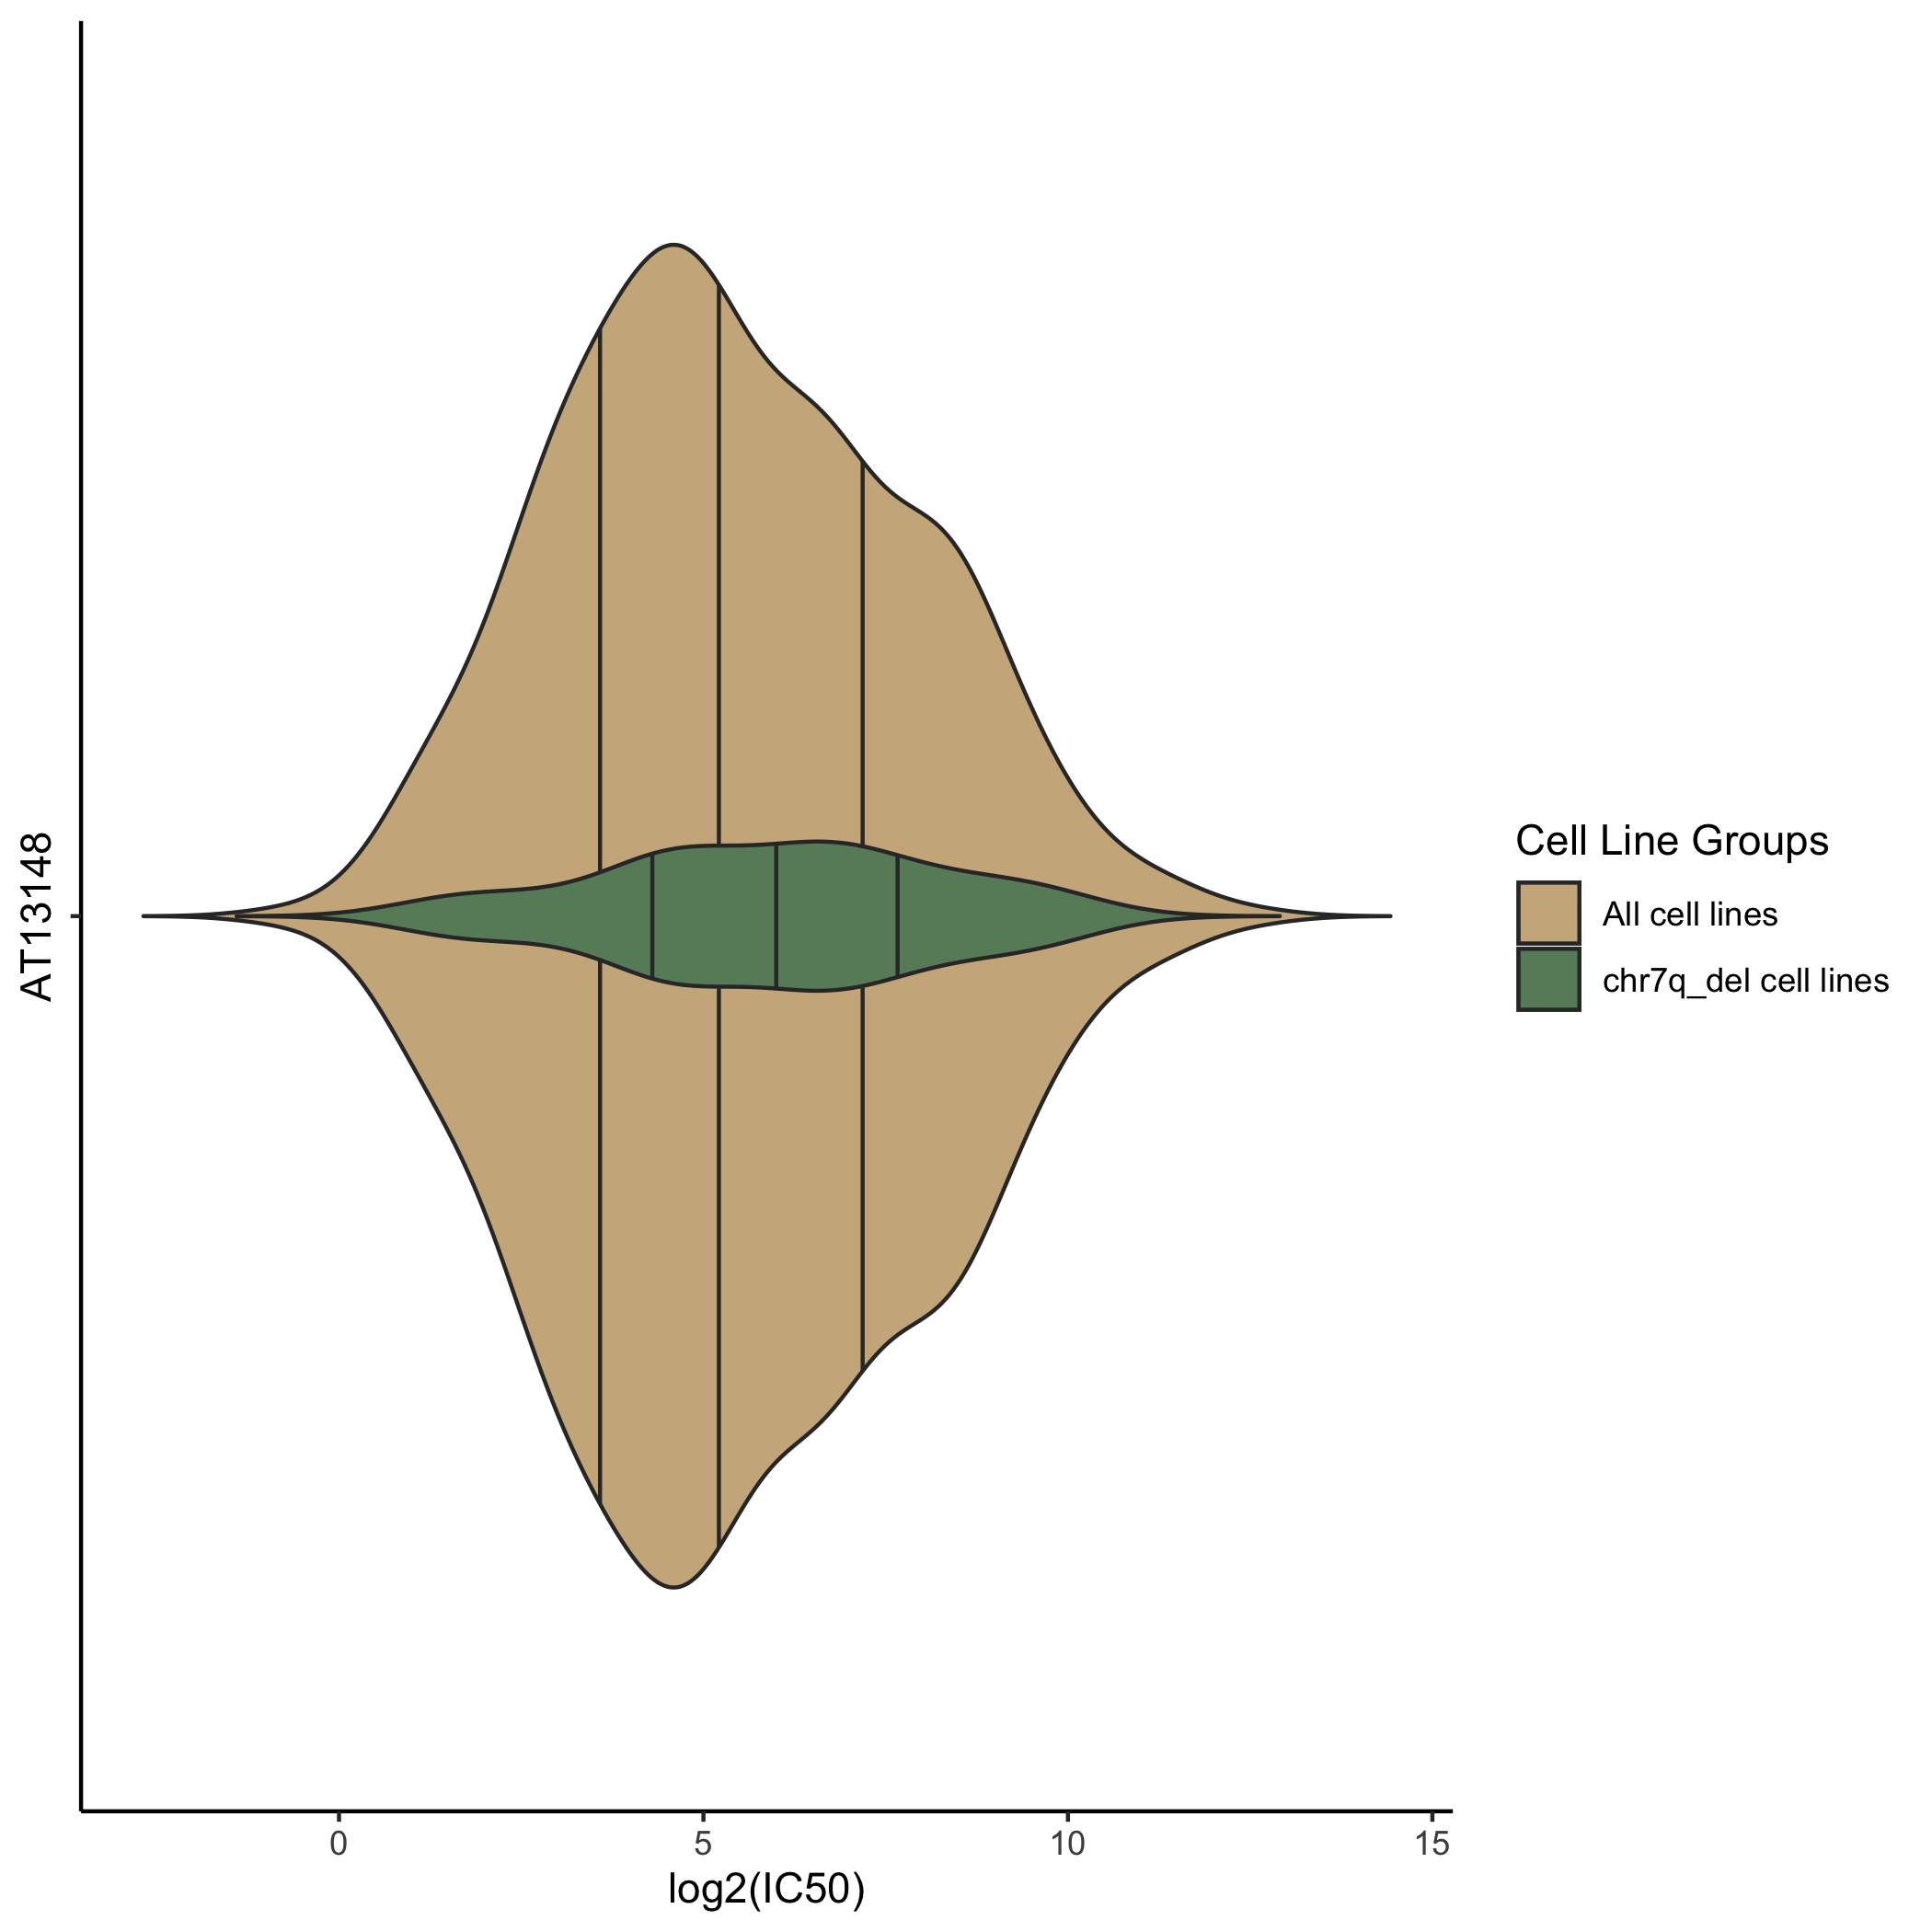 AT13148
0
5
10
15
log2(IC50)
Cell Line Groups
All cell lines
chr7q_del cell lines